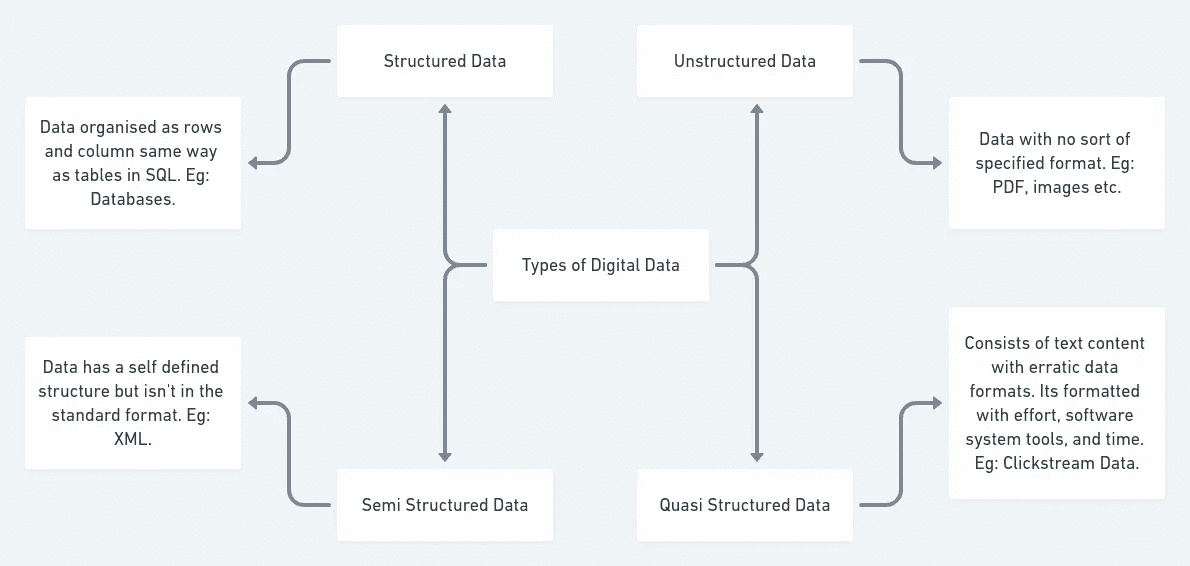 Structured Data
Unstructured Data
Data organised as rows
and column same way
as tables in SQL. Eg:
Databases.
Data with no sort of
specified format. Eg:
PDF, images etc.
Types of Digital Data
Data has a self defined
structure but isn't in the
standard format. Eg:
XML.
Consists of text content
with erratic data
formats. Its formatted
with effort, software
system tools, and time.
Eg: Clickstream Data.
Semi Structured Data
Quasi Structured Data